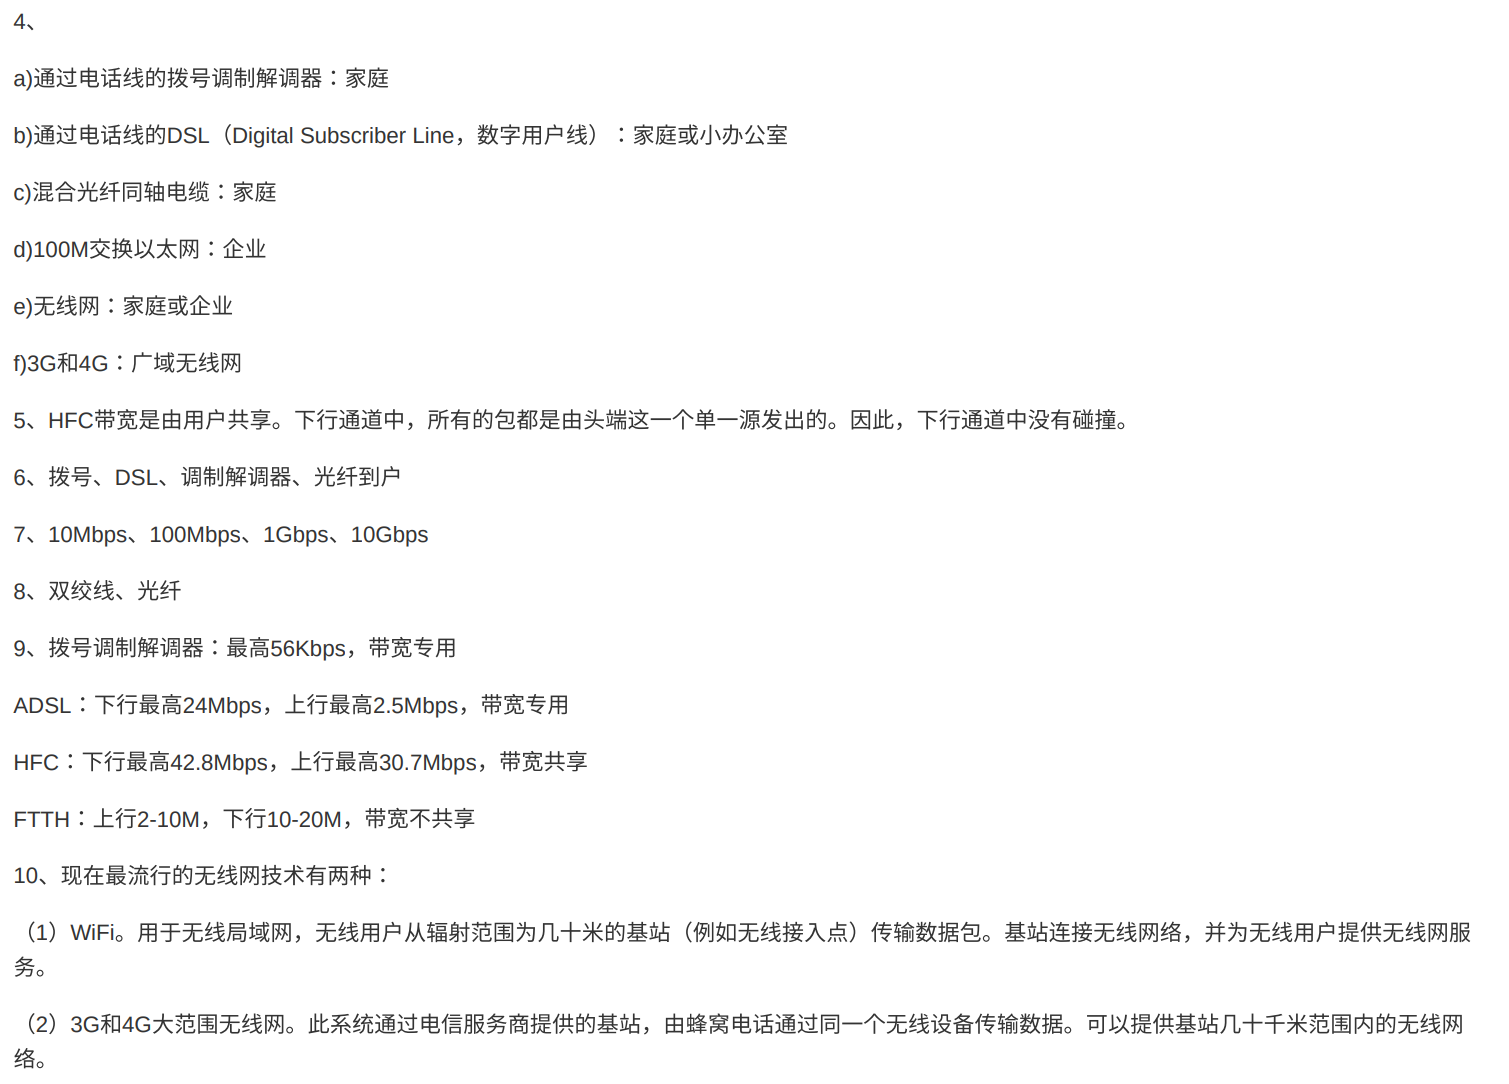 4、
a)通过电话线的拨号调制解调器：家庭
b)通过电话线的DSL（Digital Subscriber Line，数字用户线）：家庭或小办公室
c)混合光纤同轴电缆：家庭
d)100M交换以太网：企业
e)无线网：家庭或企业
f)3G和4G：广域无线网
5、HFC带宽是由用户共享。下行通道中，所有的包都是由头端这一个单一源发出的。因此，下行通道中没有碰撞。
6、拨号、DSL、调制解调器、光纤到户
7、10Mbps、100Mbps、1Gbps、10Gbps
8、双绞线、光纤
9、拨号调制解调器：最高56Kbps，带宽专用
ADSL：下行最高24Mbps，上行最高2.5Mbps，带宽专用
HFC：下行最高42.8Mbps，上行最高30.7Mbps，带宽共享
FTTH：上行2-10M，下行10-20M，带宽不共享
10、现在最流行的无线网技术有两种：
（1）WiFi。用于无线局域网，无线用户从辐射范围为几十米的基站（例如无线接入点）传输数据包。基站连接无线网络，并为无线用户提供无线网服
务。
（2）3G和4G大范围无线网。此系统通过电信服务商提供的基站，由蜂窝电话通过同一个无线设备传输数据。可以提供基站几十千米范围内的无线网
络。